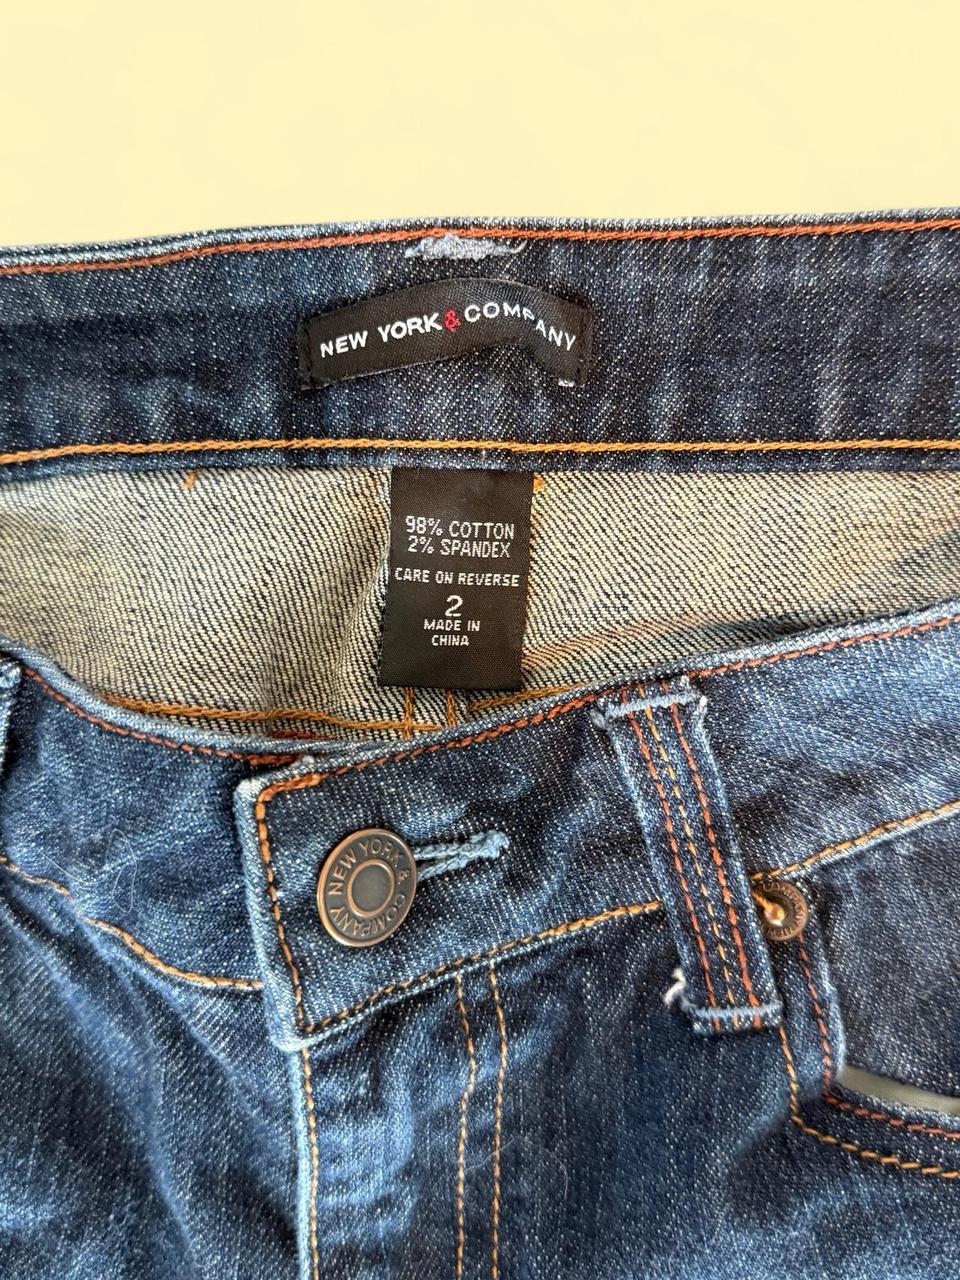 NEW YORK & COMPANY
98% COTTON
2% SPANDEX
CARE ON REVERSE
2
MADE IN
CHINA
NEW YORK & COMPANY